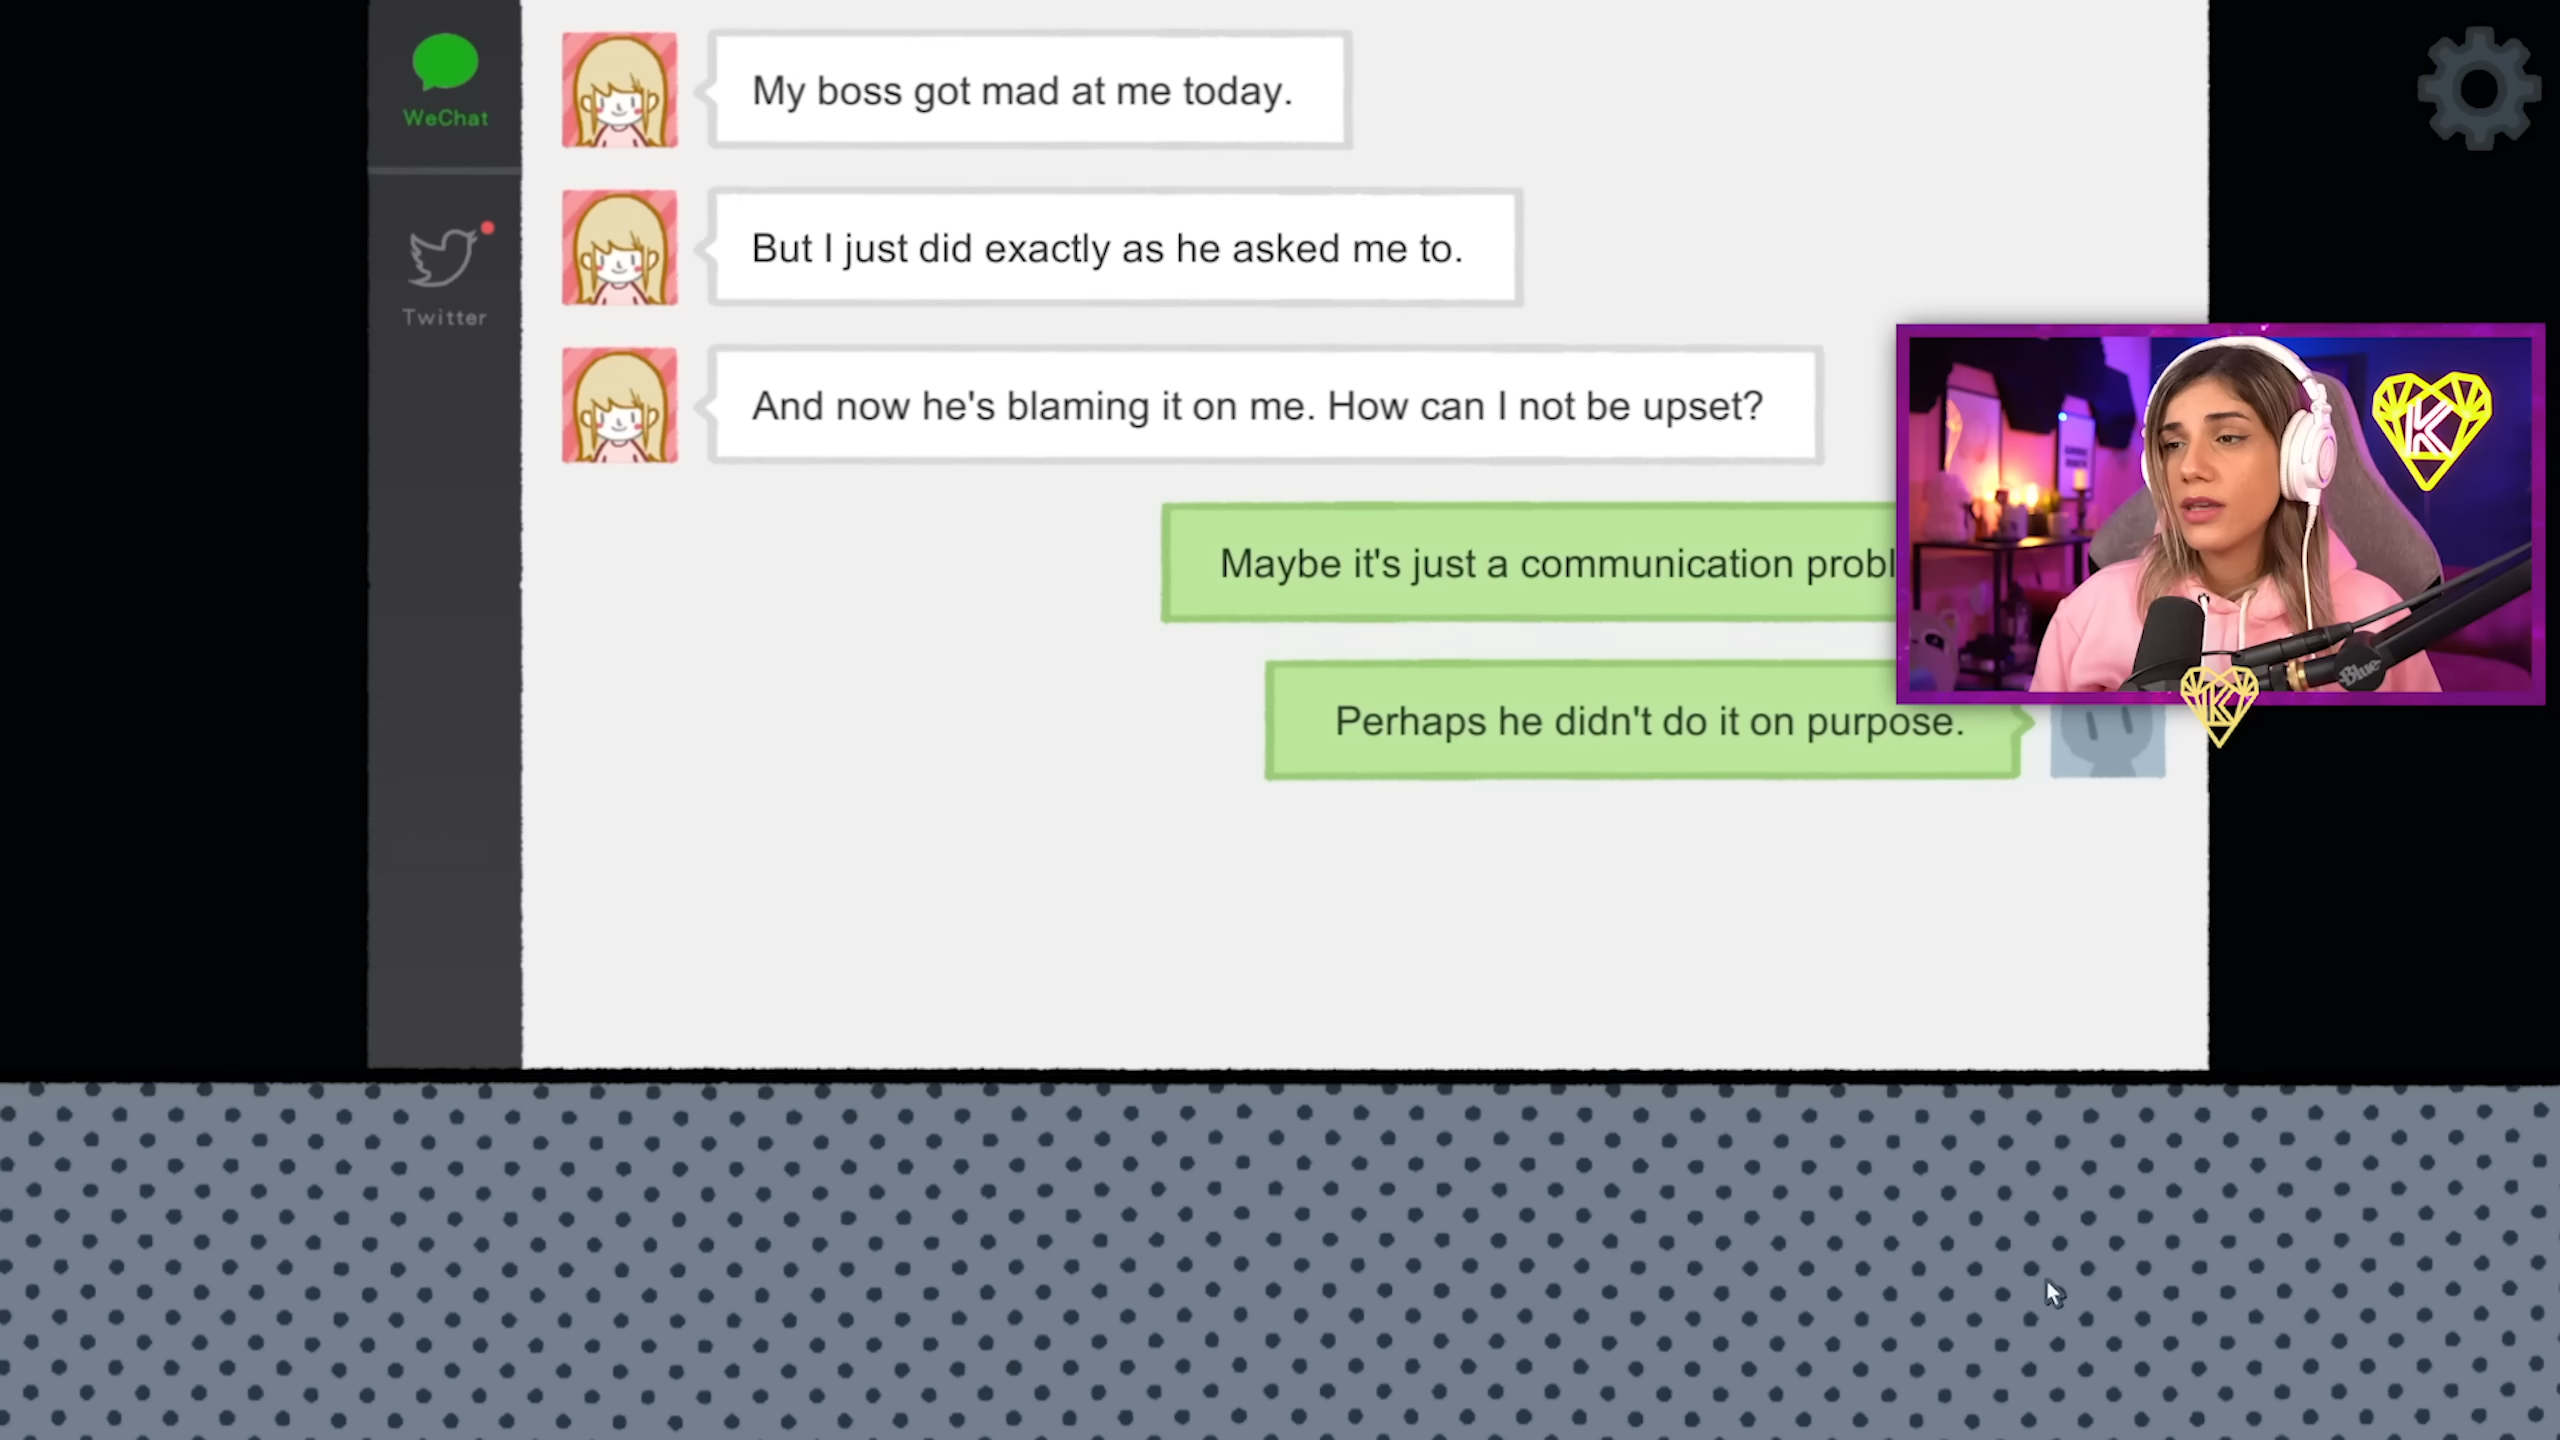 WeChat
Twitter
My boss got mad at me today.
But I just did exactly as he asked me to.
And now he's blaming it on me. How can I not be upset?
Maybe it's just a communication probl
Perhaps he didn't do it on purpose.
K
Blue
K